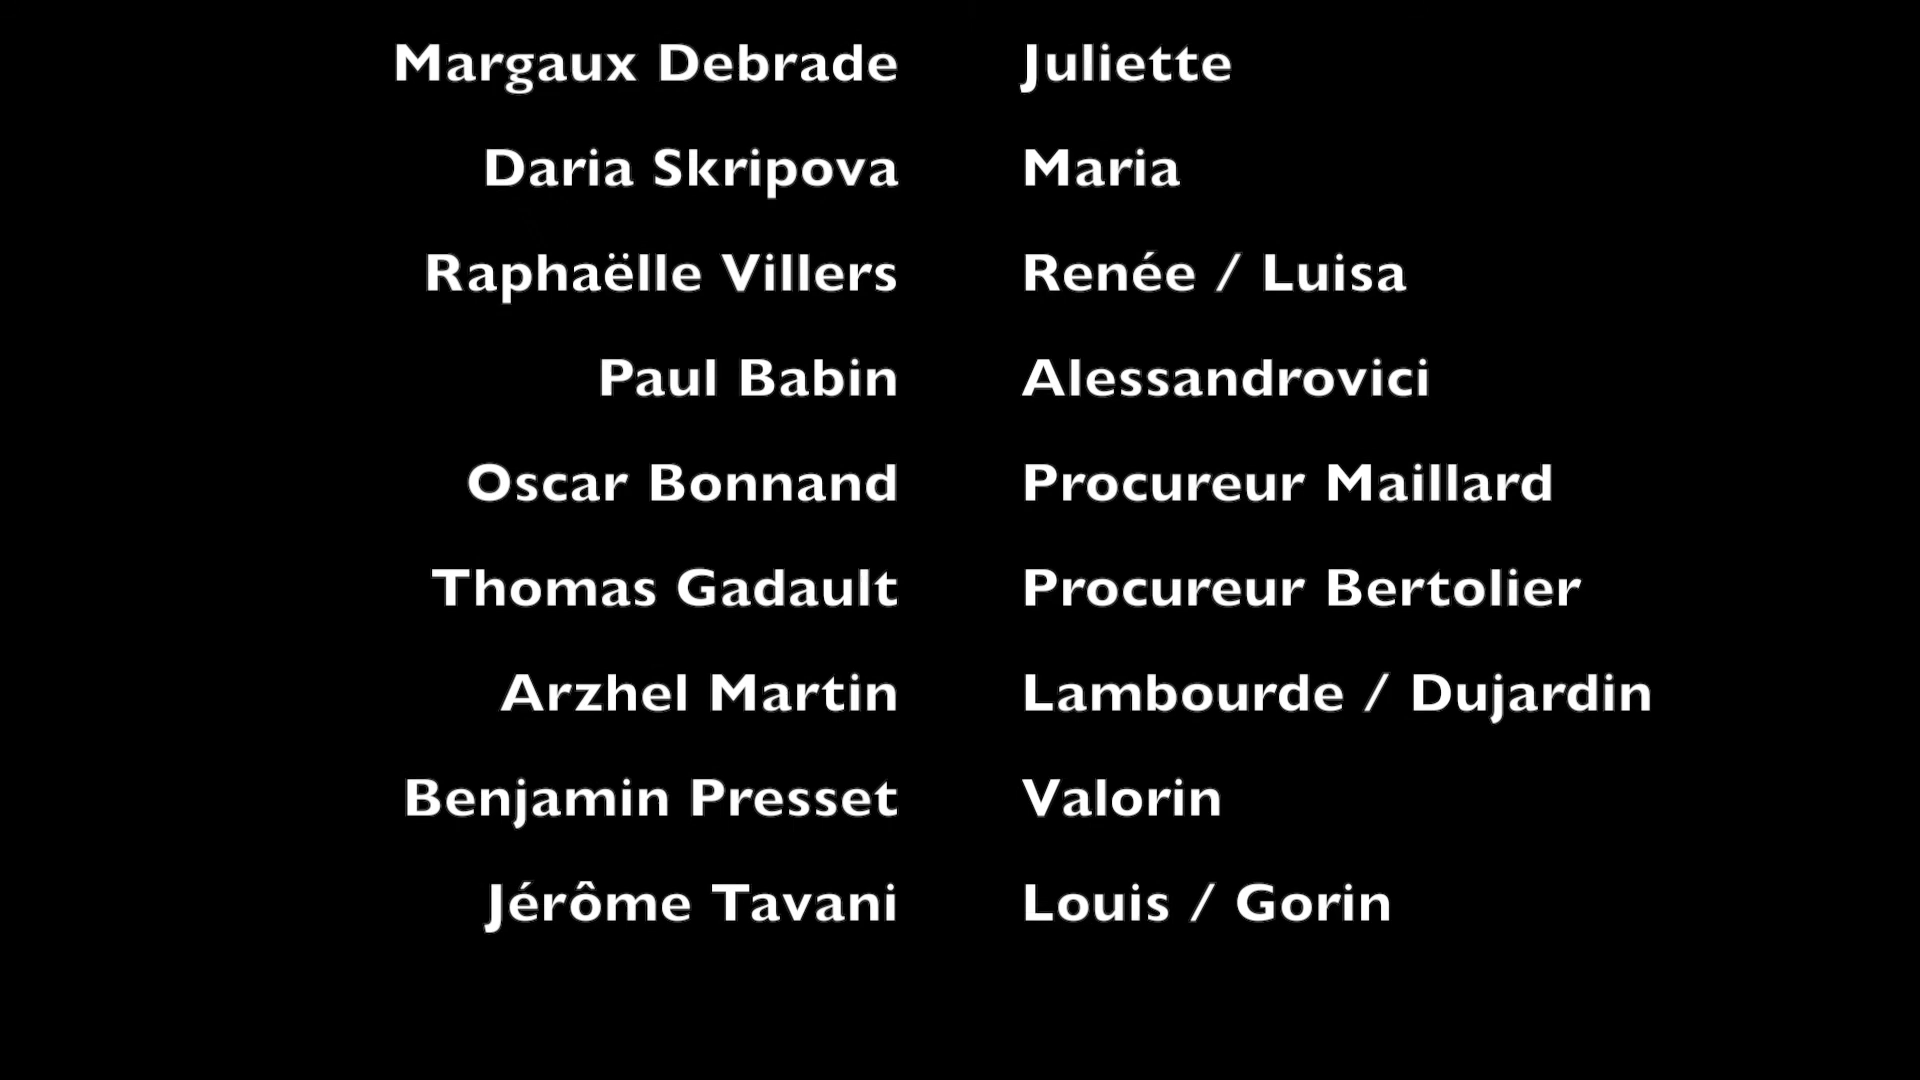 Margaux Debrade Juliette
Daria Skripova Maria
Raphaëlle Villers Renée / Luisa
Paul Babin Alessandrovici
Oscar Bonnand Procureur Maillard
Thomas Gadault Procureur Bertolier
Arzhel Martin Lambourde / Dujardin
Benjamin Presset Valorin
Jérôme Tavani Louis / Gorin